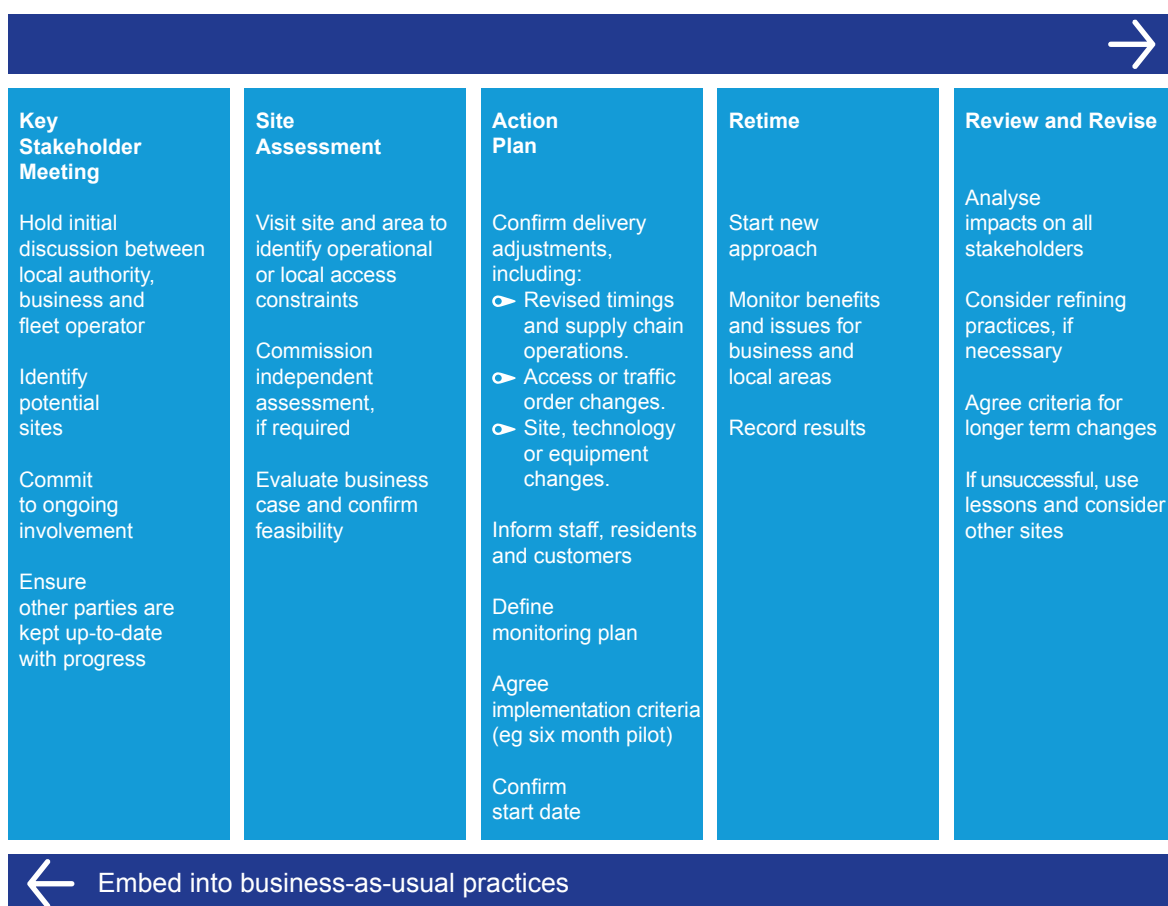 Key
Stakeholder
Meeting
Hold initial
discussion between
local authority,
business and
fleet operator
Identify
potential
sites
Commit
to ongoing
involvement
Ensure
other parties are
kept up-to-date
with progress
Site
Assessment
Visit site and area to
identify operational
or local access
constraints
Commission
independent
assessment,
if required
Evaluate business
case and confirm
feasibility
Action
Plan
Confirm delivery
adjustments,
including:
Revised timings
and supply chain
operations.
Access or traffic
order changes.
Site, technology
or equipment
changes.
Inform staff, residents
and customers
Define
monitoring plan
Agree
implementation criteria
(eg six month pilot)
Confirm
start date
Retime
Start new
approach
Monitor benefits
and issues for
business and
local areas
Record results
Review and Revise
Analyse
impacts on all
stakeholders
Consider refining
practices, if
necessary
Agree criteria for
longer term changes
If unsuccessful, use
lessons and consider
other sites
Embed into business-as-usual practices